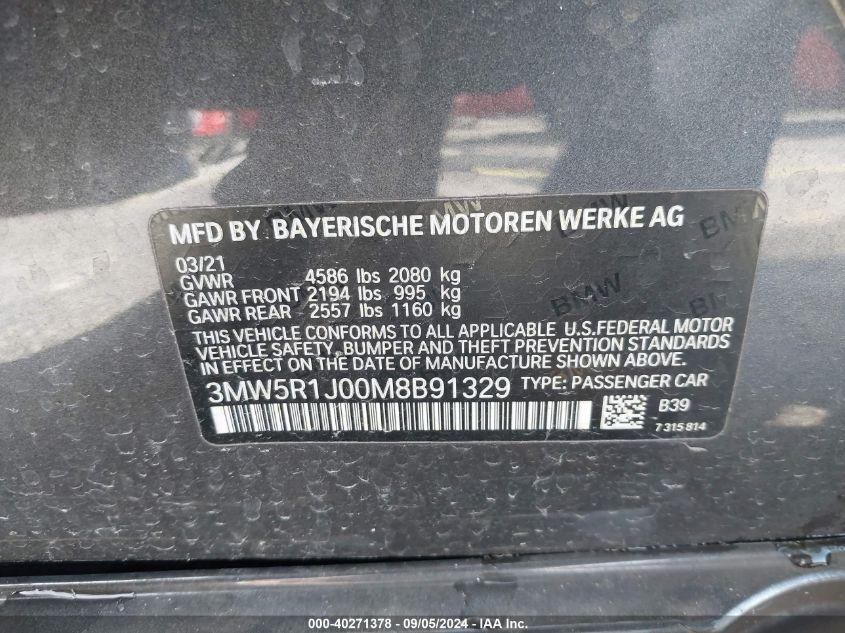 MFD BY BAYERISCHE MOTOREN WERKE AG
03/21
GVWR 4586 lbs 2080 kg
GAWR FRONT 2194 lbs 995 kg
GAWR REAR 2557 lbs 1160 kg
THIS VEHICLE CONFORMS TO ALL APPLICABLE U.S.FEDERAL MOTOR
VEHICLE SAFETY, BUMPER AND THEFT PREVENTION STANDARDS
IN EFFECT ON THE DATE OF MANUFACTURE SHOWN ABOVE.
3MW5R1J00M8B91329 TYPE: PASSENGER CAR
B39
7 315 814
BMW
000-40271378 - 09/05/2024 - IAA Inc.